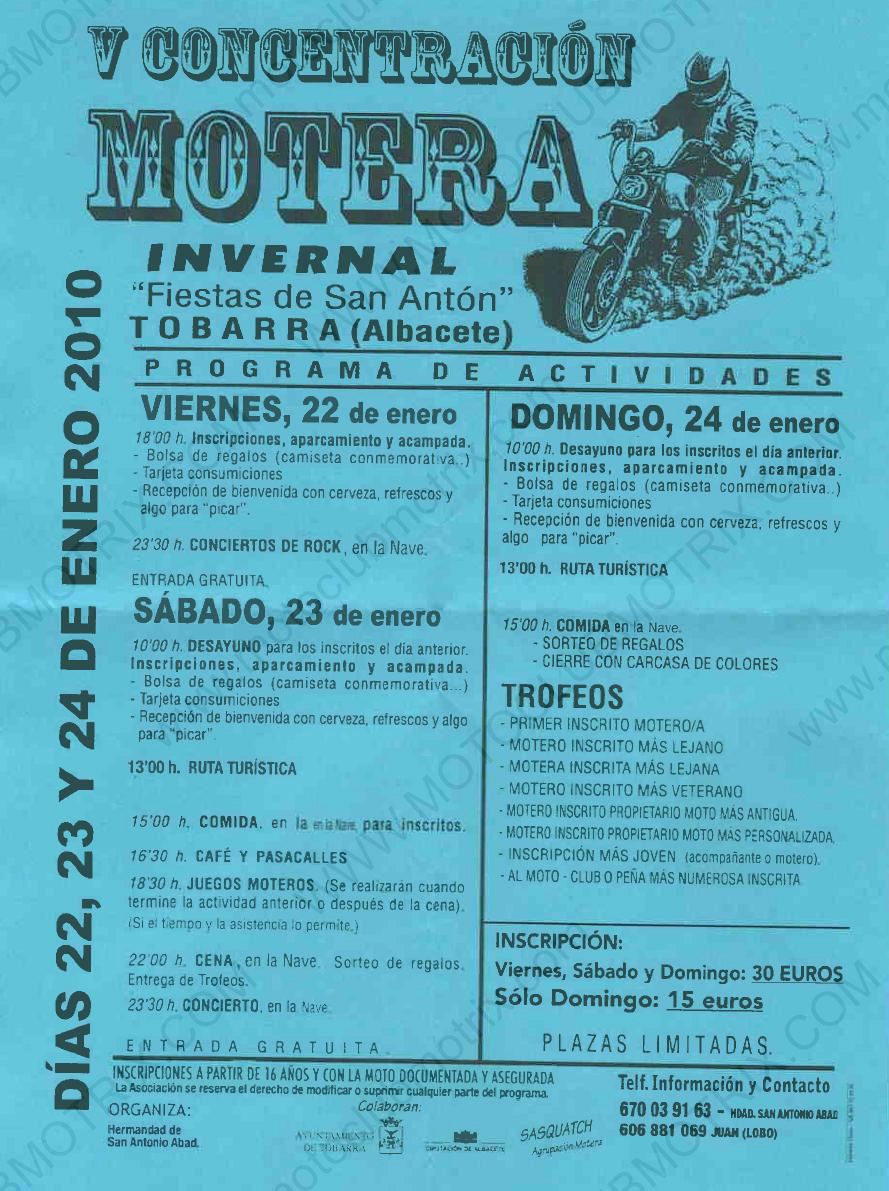 V CONCENTRACIÓN
MOTERA
INVERNAL
"Fiestas de San Antón"
TOBARRA (Albacete)
DÍAS 22, 23 Y 24 DE ENERO 2010
PROGRAMA DE ACTIVIDADES
VIERNES, 22 de enero
18'00 h. Inscripciones, aparcamiento y acampada.
- Bolsa de regalos (camiseta conmemorativa..)
- Tarjeta consumiciones
- Recepción de bienvenida con cerveza, refrescos y
algo para "picar".
23'30 h. CONCIERTOS DE ROCK, en la Nave.
ENTRADA GRATUITA.
SÁBADO, 23 de enero
10'00 h. DESAYUNO para los inscritos el día anterior.
Inscripciones, aparcamiento y acampada.
- Bolsa de regalos (camiseta conmemorativa...)
- Tarjeta consumiciones
- Recepción de bienvenida con cerveza, refrescos y algo
para "picar".
13'00 h. RUTA TURÍSTICA
15'00 h. COMIDA, en la en la Nave, para inscritos.
16'30 h. CAFÉ Y PASACALLES
18'30 h. JUEGOS MOTEROS. (Se realizarán cuando
termine la actividad anterior o después de la cena).
(Si el tiempo y la asistencia lo permite.)
22'00 h. CENA, en la Nave. Sorteo de regalos.
Entrega de Trofeos.
23'30 h. CONCIERTO, en la Nave.
ENTRADA GRATUITA.
DOMINGO, 24 de enero
10'00 h. Desayuno para los inscritos el día anterior.
Inscripciones, aparcamiento y acampada.
- Bolsa de regalos (camiseta conmemorativa..)
- Tarjeta consumiciones
- Recepción de bienvenida con cerveza, refrescos y
algo para "picar".
13'00 h. RUTA TURÍSTICA
15'00 h. COMIDA en la Nave.
- SORTEO DE REGALOS
- CIERRE CON CARCASA DE COLORES
TROFEOS
- PRIMER INSCRITO MOTERO/A
- MOTERO INSCRITO MÁS LEJANO
- MOTERA INSCRITA MÁS LEJANA
- MOTERO INSCRITO MÁS VETERANO
- MOTERO INSCRITO PROPIETARIO MOTO MÁS ANTIGUA.
- MOTERO INSCRITO PROPIETARIO MOTO MÁS PERSONALIZADA.
- INSCRIPCIÓN MÁS JOVEN (acompañante o motero).
- AL MOTO - CLUB O PEÑA MÁS NUMEROSA INSCRITA
INSCRIPCIÓN:
Viernes, Sábado y Domingo: 30 EUROS
Sólo Domingo: 15 euros
PLAZAS LIMITADAS.
INSCRIPCIONES A PARTIR DE 16 AÑOS Y CON LA MOTO DOCUMENTADA Y ASEGURADA
La Asociación se reserva el derecho de modificar o suprimir cualquier parte del programa.
ORGANIZA:
Hermandad de
San Antonio Abad.
Colaboran:
AYUNTAMIENTO
DE TOBARRA
DIPUTACIÓN DE ALBACETE
SASQUATCH
Agrupación Motera
Telf. Información y Contacto
670 03 91 63 - HDAD. SAN ANTONIO ABAD
606 881 069 JUAN (LOBO)
WWW.MOTOCLUBMOTRIX.COM
www.motoclubmotrix.com